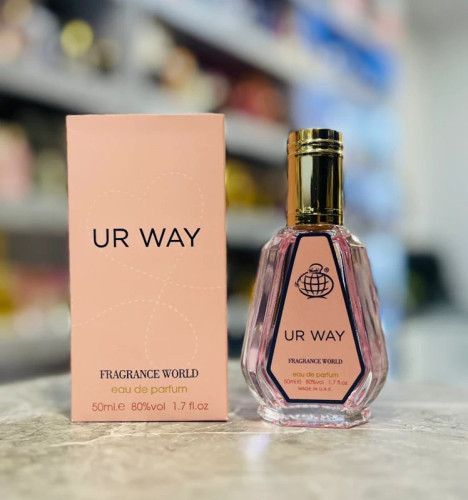 UR WAY
FRAGRANCE WORLD
eau de parfum
50ml.e 80%vol 1.7 fl.oz
UR WAY
FRAGRANCE WORLD
eau de parfum
50ml.e 80%vol 1.7 fl.oz
MADE IN U.A.E